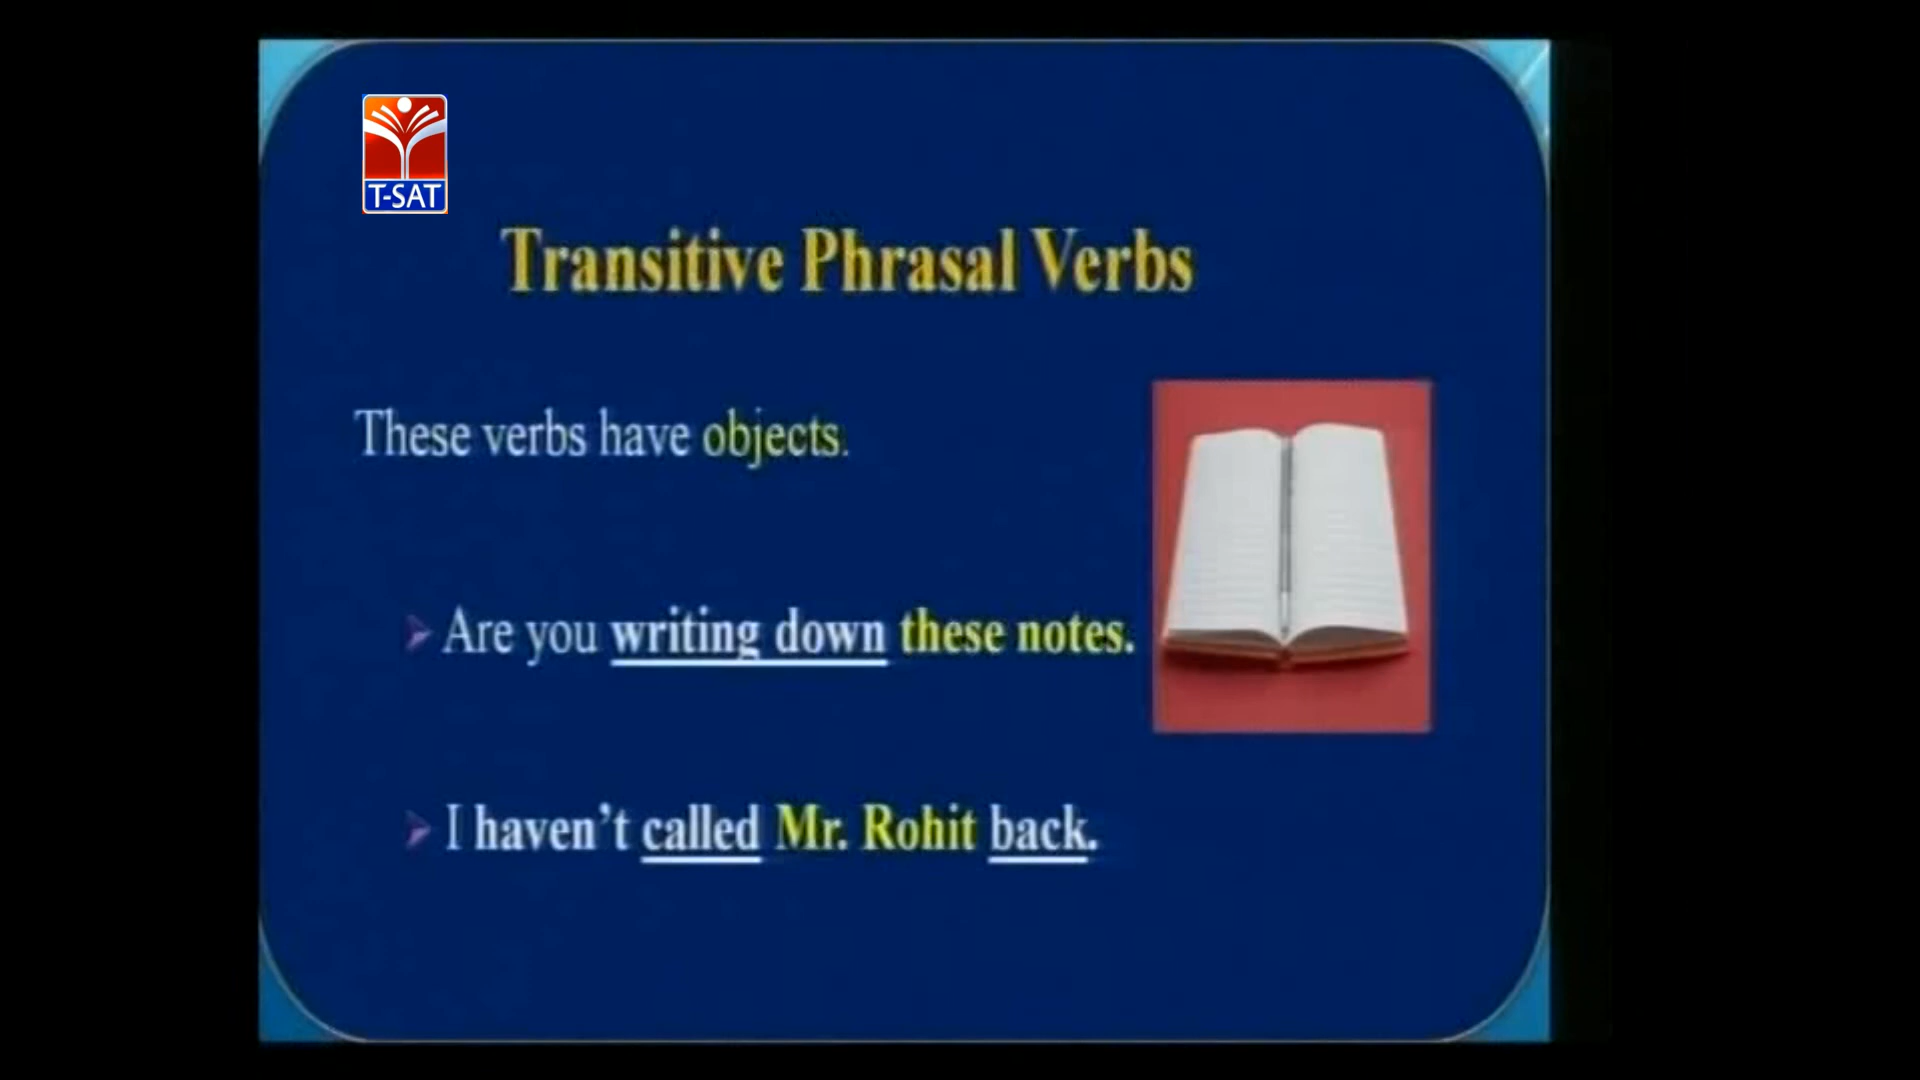 T-SAT
Transitive Phrasal Verbs
These verbs have objects.
Are you writing down these notes.
I haven’t called Mr. Rohit back.